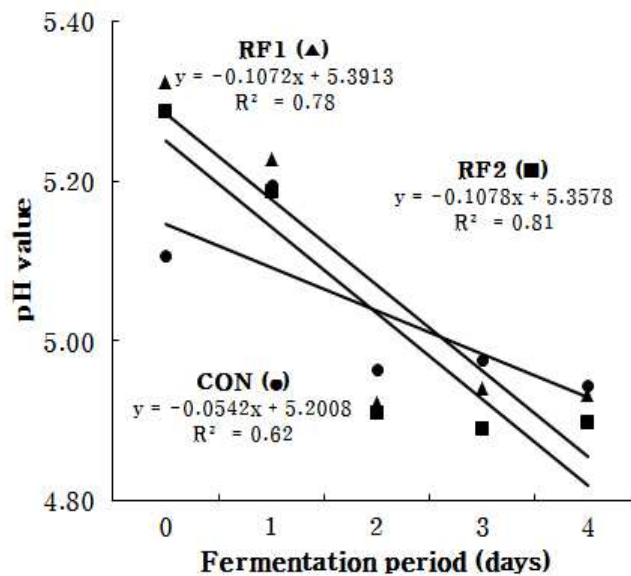 5.40
5.20
5.00
4.80
pH value
RF1 (▲)
y = -0.1072x + 5.3913
R² = 0.78
RF2 (■)
y = -0.1078x + 5.3578
R² = 0.81
CON (●)
y = -0.0542x + 5.2008
R² = 0.62
0 1 2 3 4
Fermentation period (days)